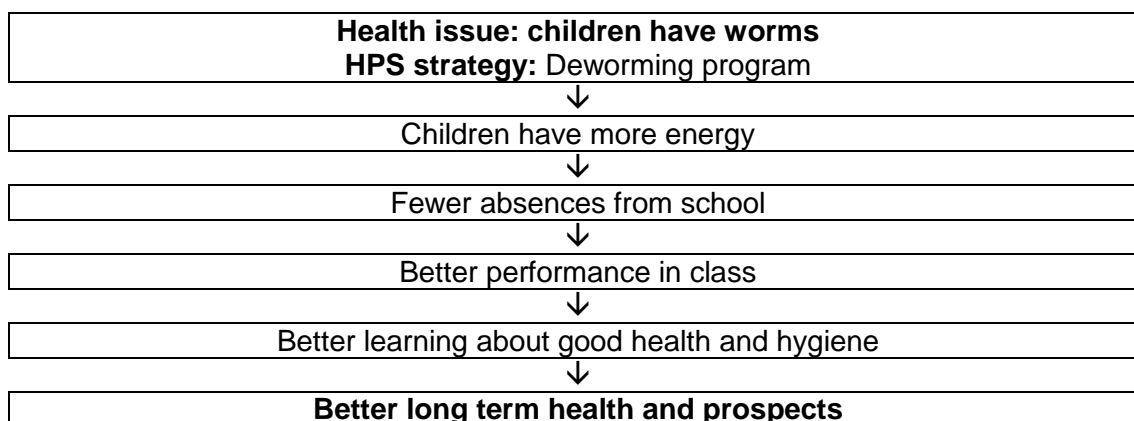 Health issue: children have worms
HPS strategy: Deworming program
↓
Children have more energy
↓
Fewer absences from school
↓
Better performance in class
↓
Better learning about good health and hygiene
↓
Better long term health and prospects